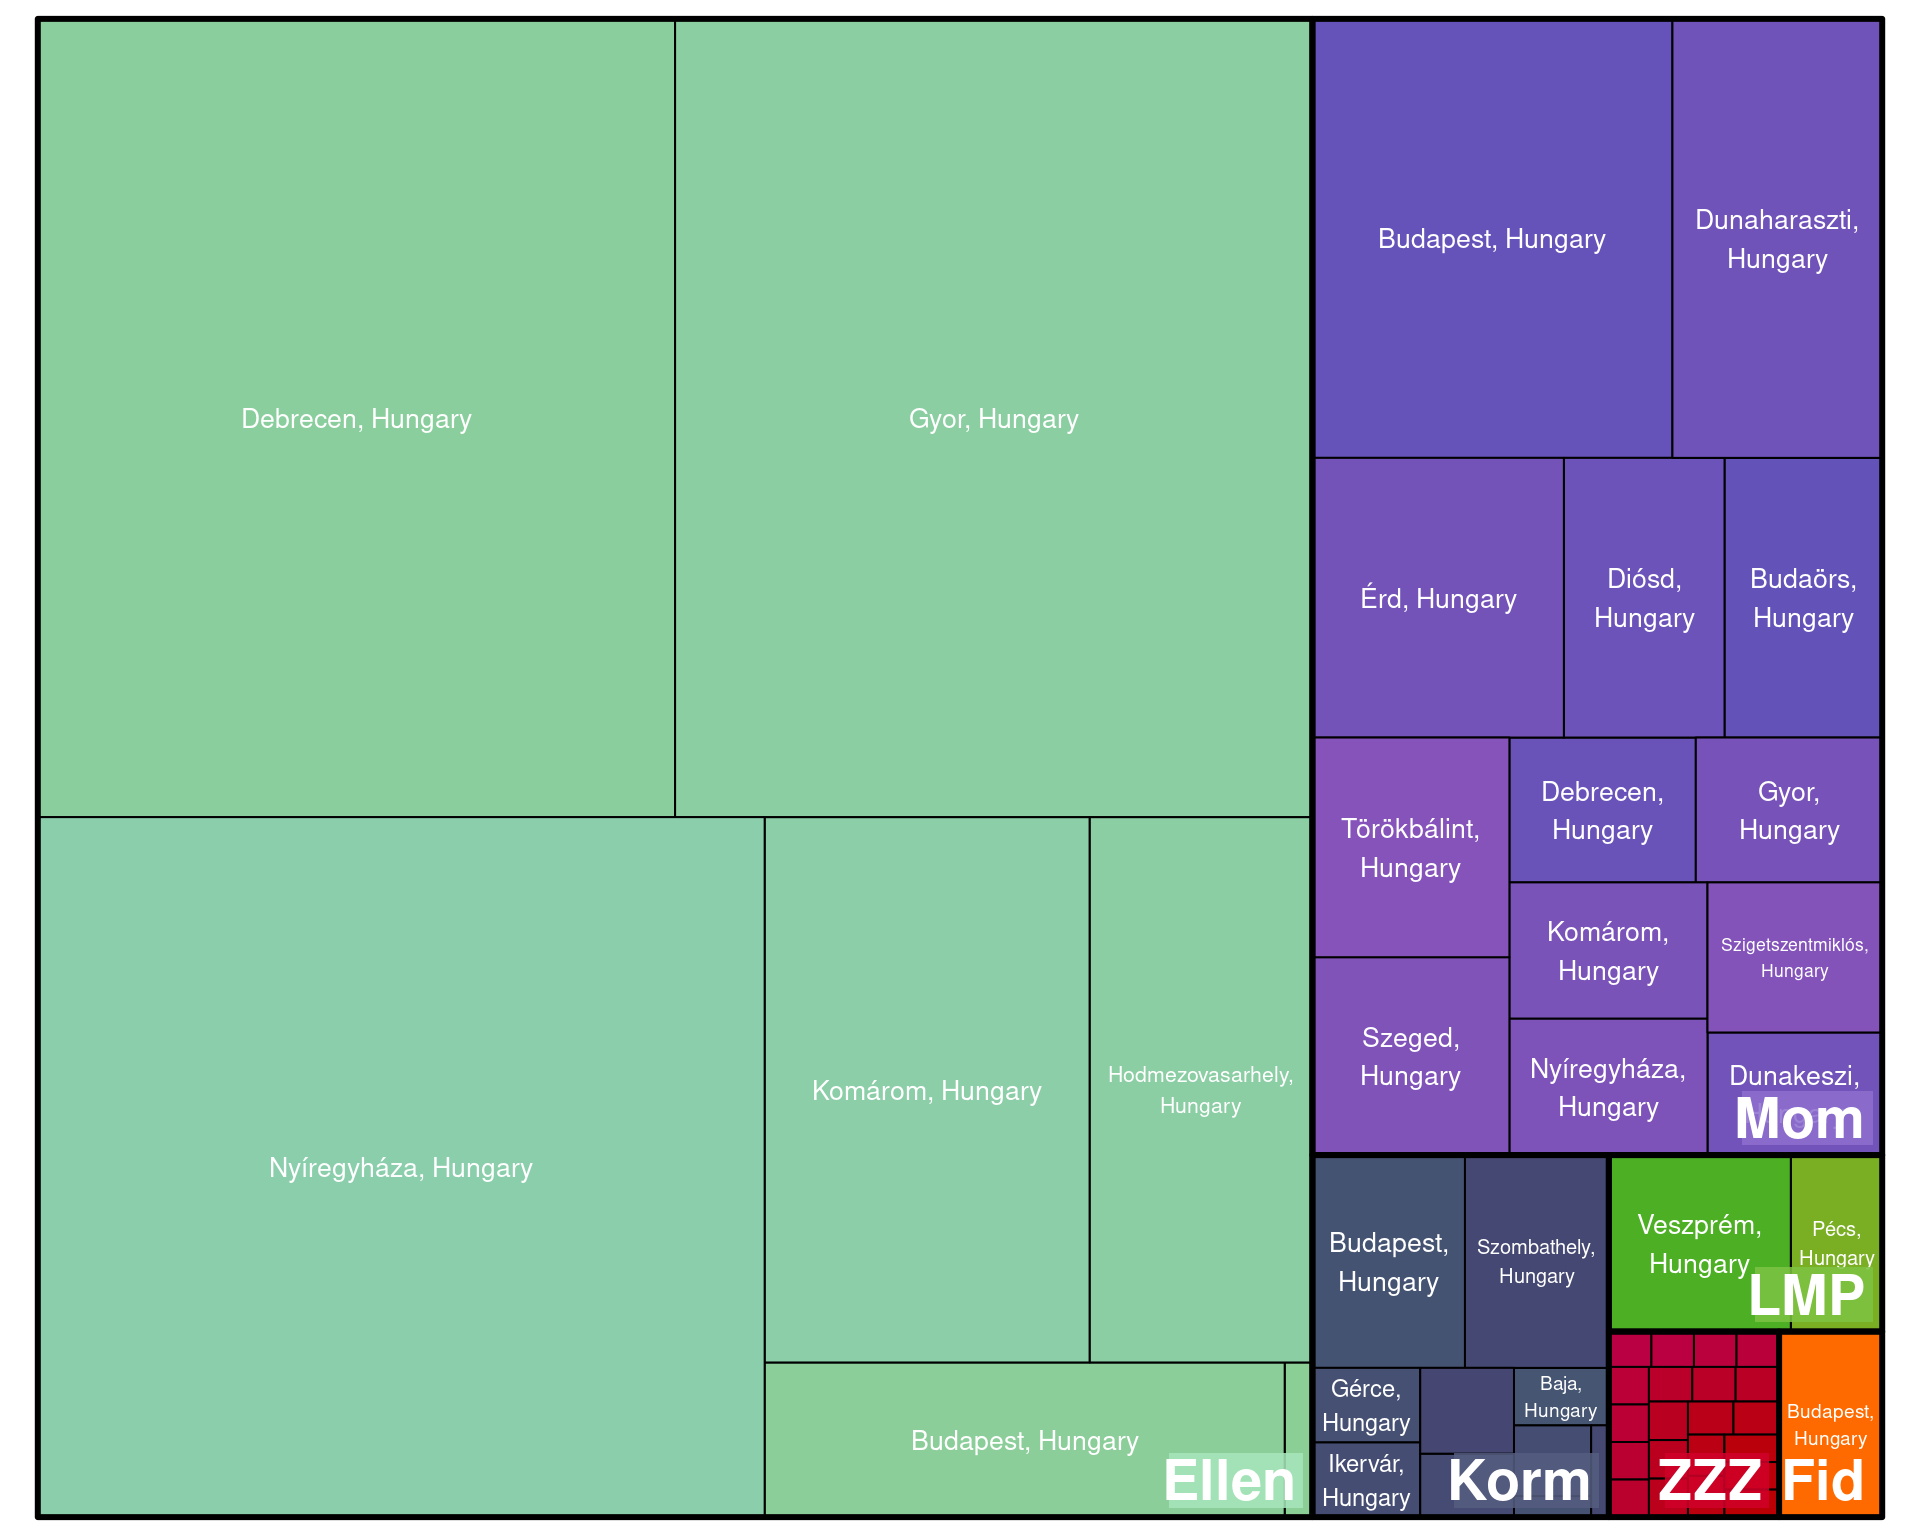 Debrecen, Hungary
Gyor, Hungary
Nyíregyháza, Hungary
Komárom, Hungary
Hodmezovasarhely,
Hungary
Budapest, Hungary
Ellen
Budapest, Hungary
Dunaharaszti,
Hungary
Érd, Hungary
Diósd,
Hungary
Budaörs,
Hungary
Törökbálint,
Hungary
Debrecen,
Hungary
Gyor,
Hungary
Szeged,
Hungary
Komárom,
Hungary
Szigetszentmiklós,
Hungary
Nyíregyháza,
Hungary
Dunakeszi,
Mom
Budapest,
Hungary
Szombathely,
Hungary
Gérce,
Hungary
Ikervár,
Hungary
Baja,
Hungary
Korm
Veszprém,
Hungary
Pécs,
Hungary
LMP
ZZZ
Budapest,
Hungary
Fid